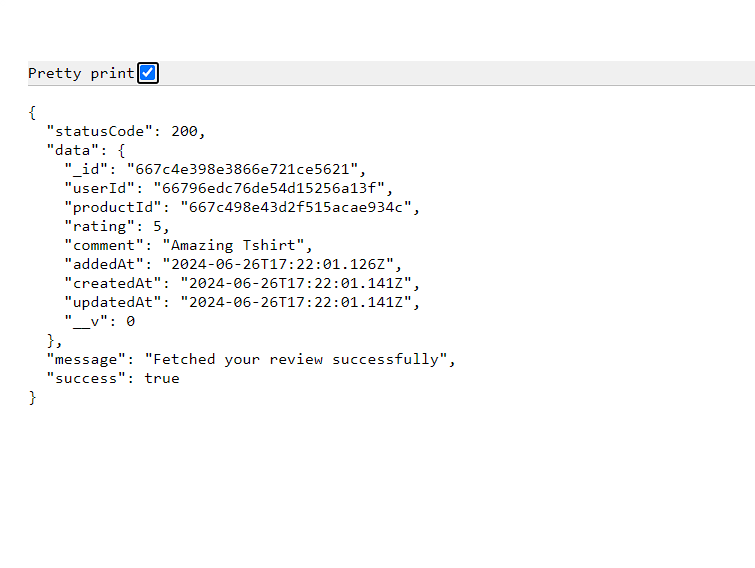 Pretty print
{
  "statusCode": 200,
  "data": {
    "_id": "667c4e398e3866e721ce5621",
    "userId": "66796edc76de54d15256a13f",
    "productId": "667c498e43d2f515acae934c",
    "rating": 5,
    "comment": "Amazing Tshirt",
    "addedAt": "2024-06-26T17:22:01.126Z",
    "createdAt": "2024-06-26T17:22:01.141Z",
    "updatedAt": "2024-06-26T17:22:01.141Z",
    "__v": 0
  },
  "message": "Fetched your review successfully",
  "success": true
}